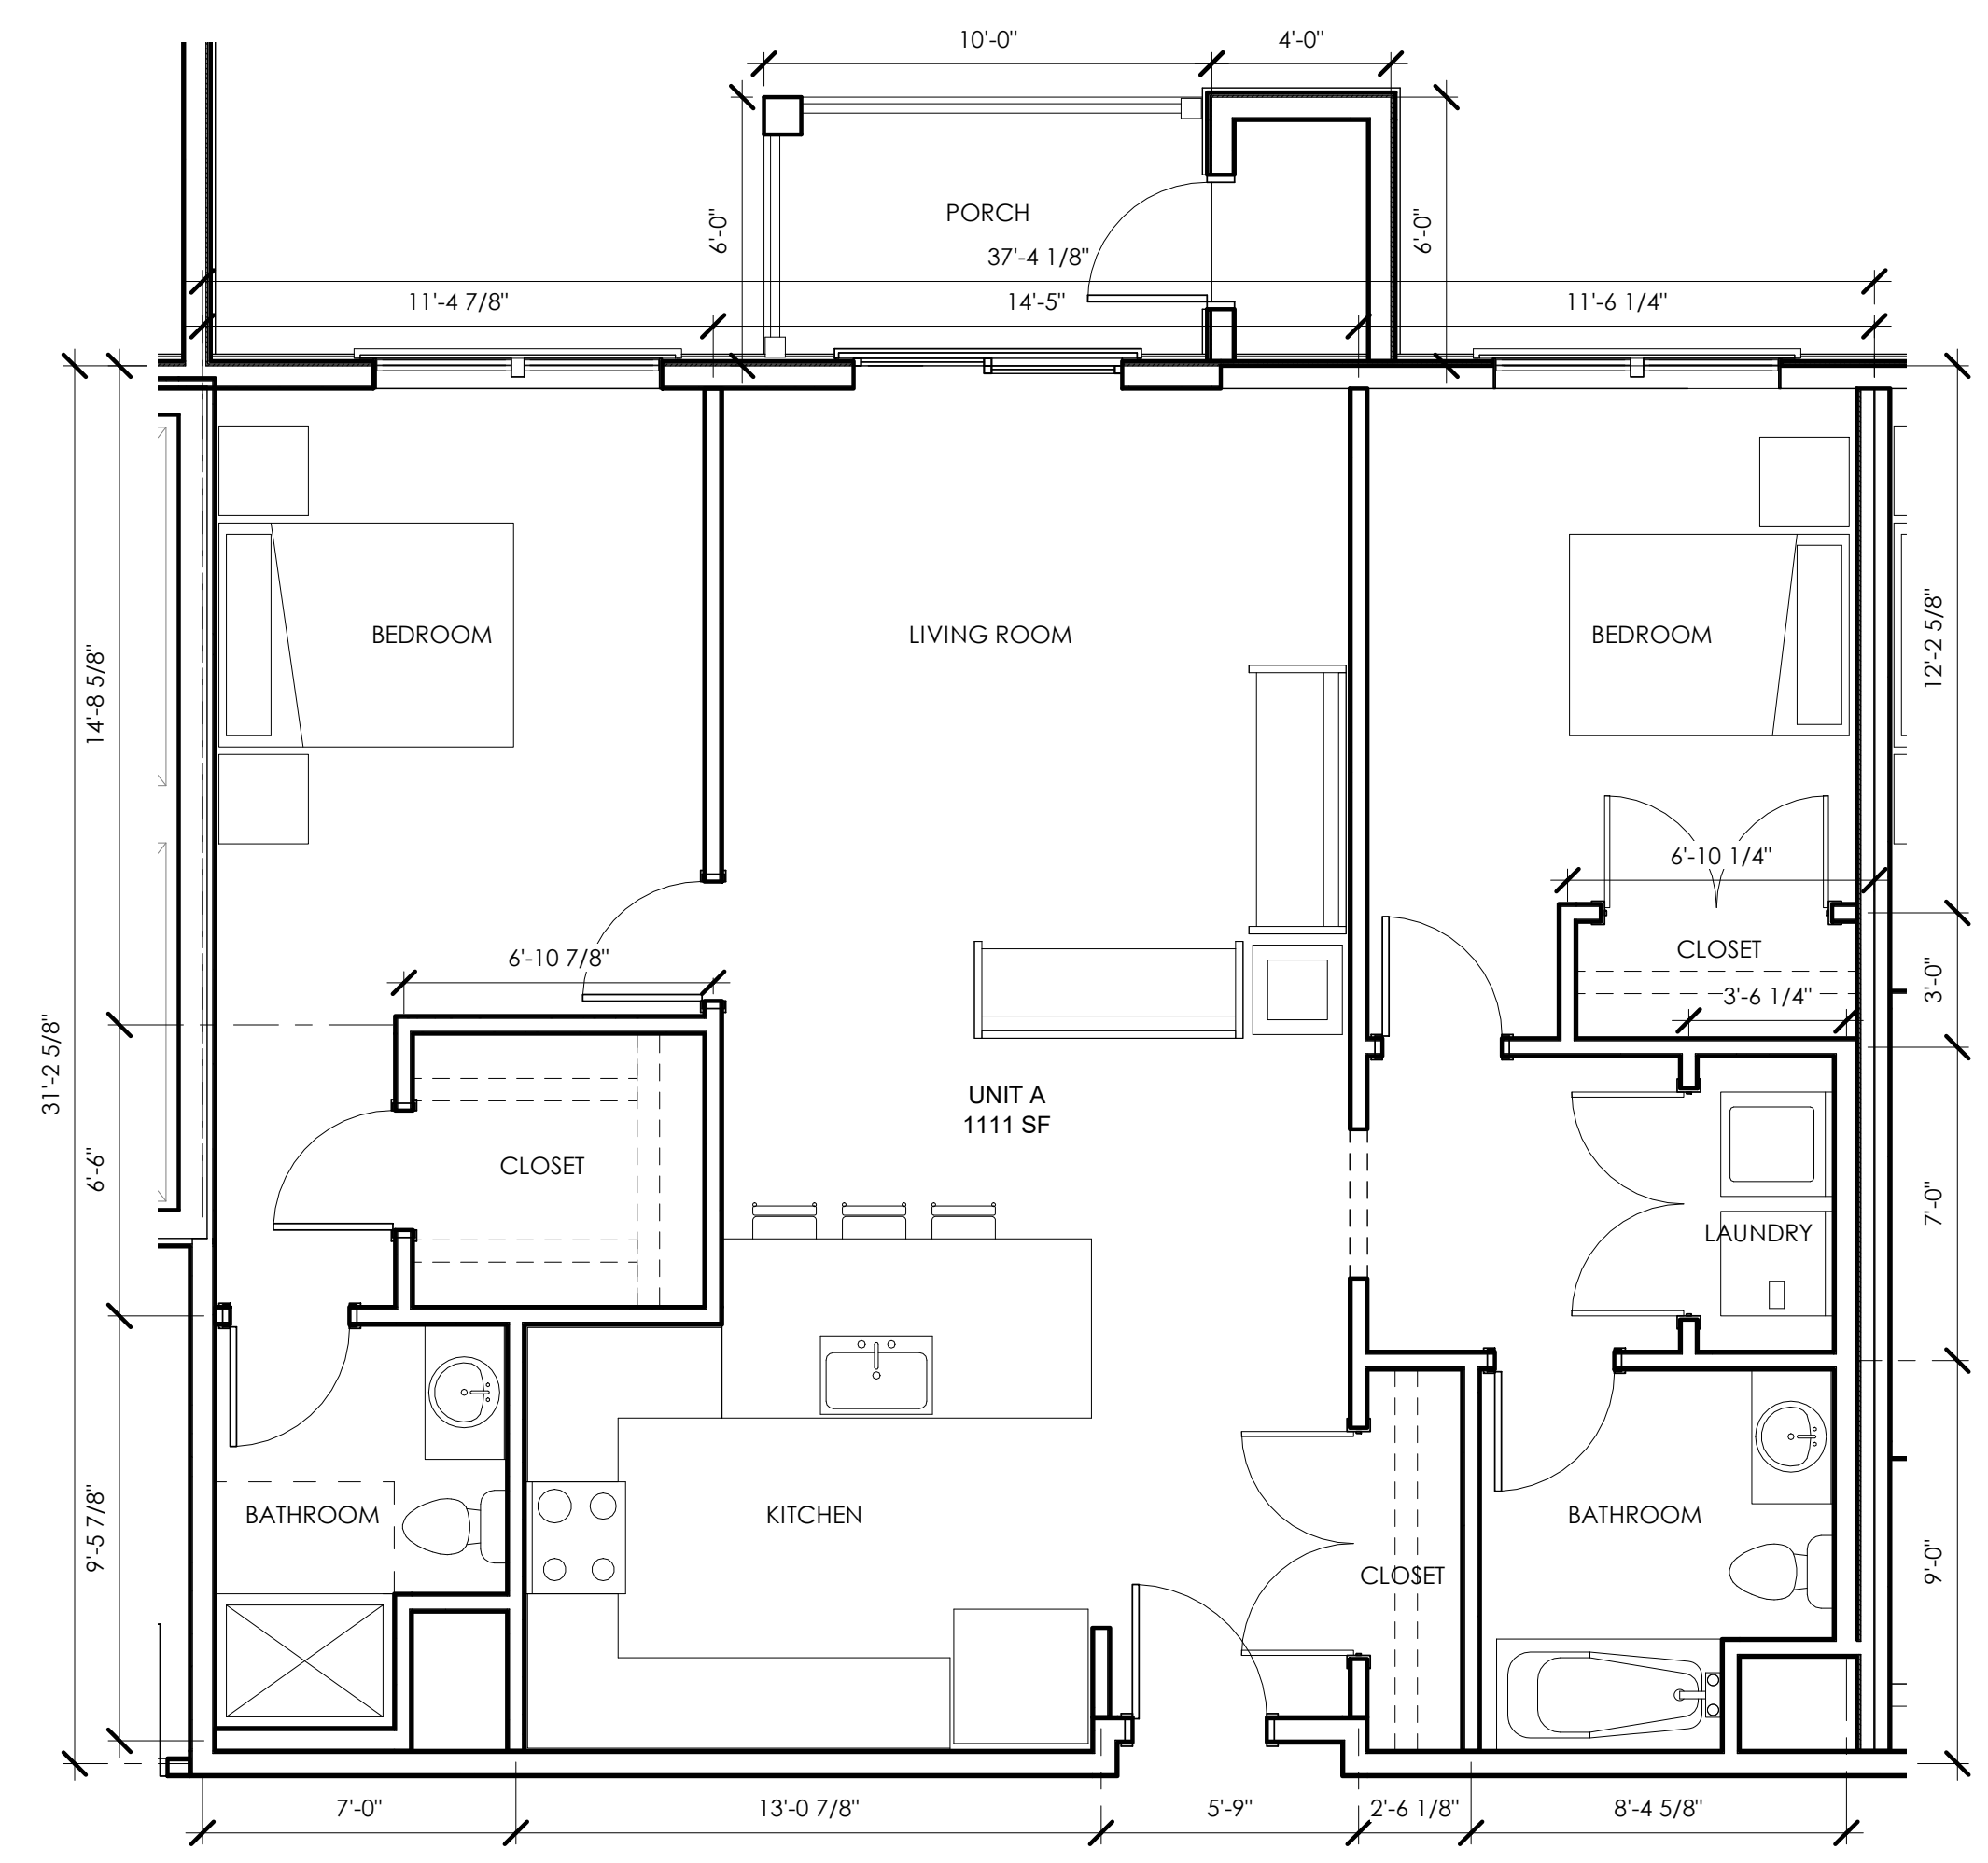 10'-0"
4'-0"
6'-0"
PORCH
6'-0"
37'-4 1/8"
11'-4 7/8"
14'-5"
11'-6 1/4"
BEDROOM
LIVING ROOM
BEDROOM
14'-8 5/8"
12'-2 5/8"
6'-10 1/4"
6'-10 7/8"
CLOSET
3'-0"
3'-6 1/4"
31'-2 5/8"
UNIT A
1111 SF
6'-6"
CLOSET
7'-0"
LAUNDRY
9'-5 7/8"
BATHROOM
KITCHEN
BATHROOM
CLOSET
9'-0"
7'-0"
13'-0 7/8"
5'-9"
2'-6 1/8"
8'-4 5/8"